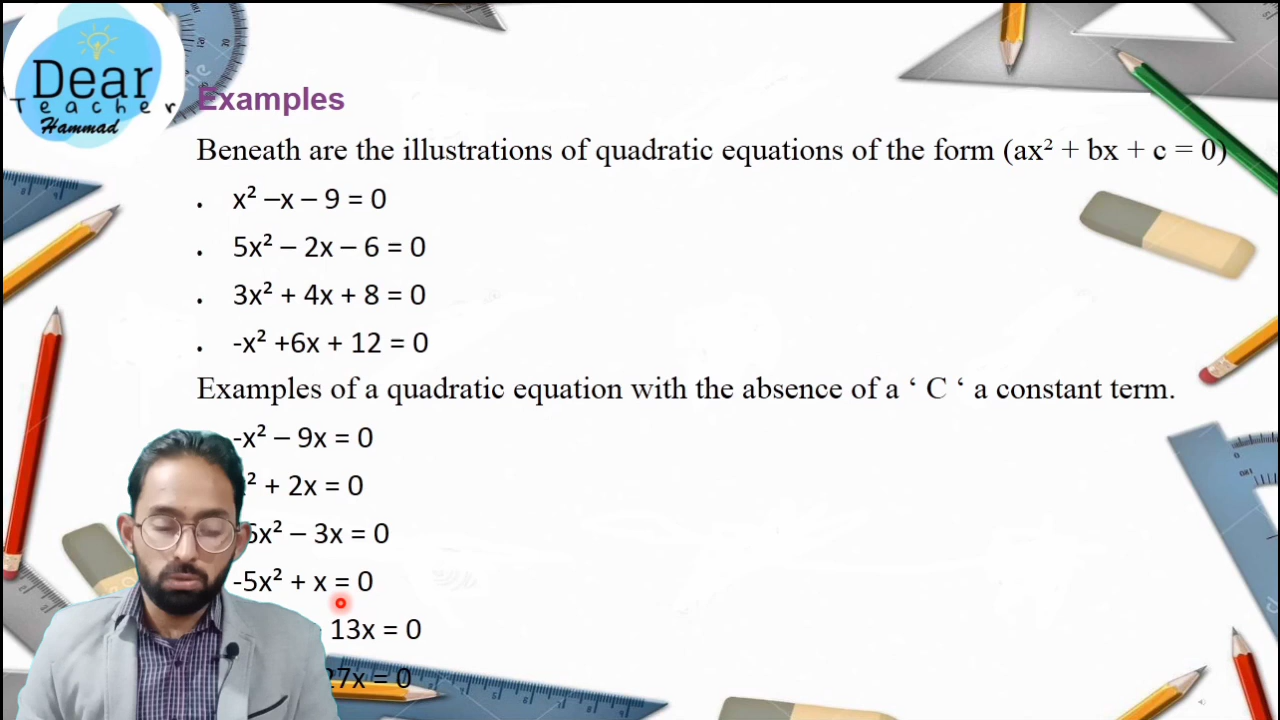 Dear
Teacher
Hammad
Examples
Beneath are the illustrations of quadratic equations of the form (ax² + bx + c = 0)
. x² –x – 9 = 0
. 5x² – 2x – 6 = 0
. 3x² + 4x + 8 = 0
. -x² +6x + 12 = 0
Examples of a quadratic equation with the absence of a ‘ C ‘ a constant term.
-x² – 9x = 0
² + 2x = 0
6x² – 3x = 0
-5x² + x = 0
13x = 0
27x = 0